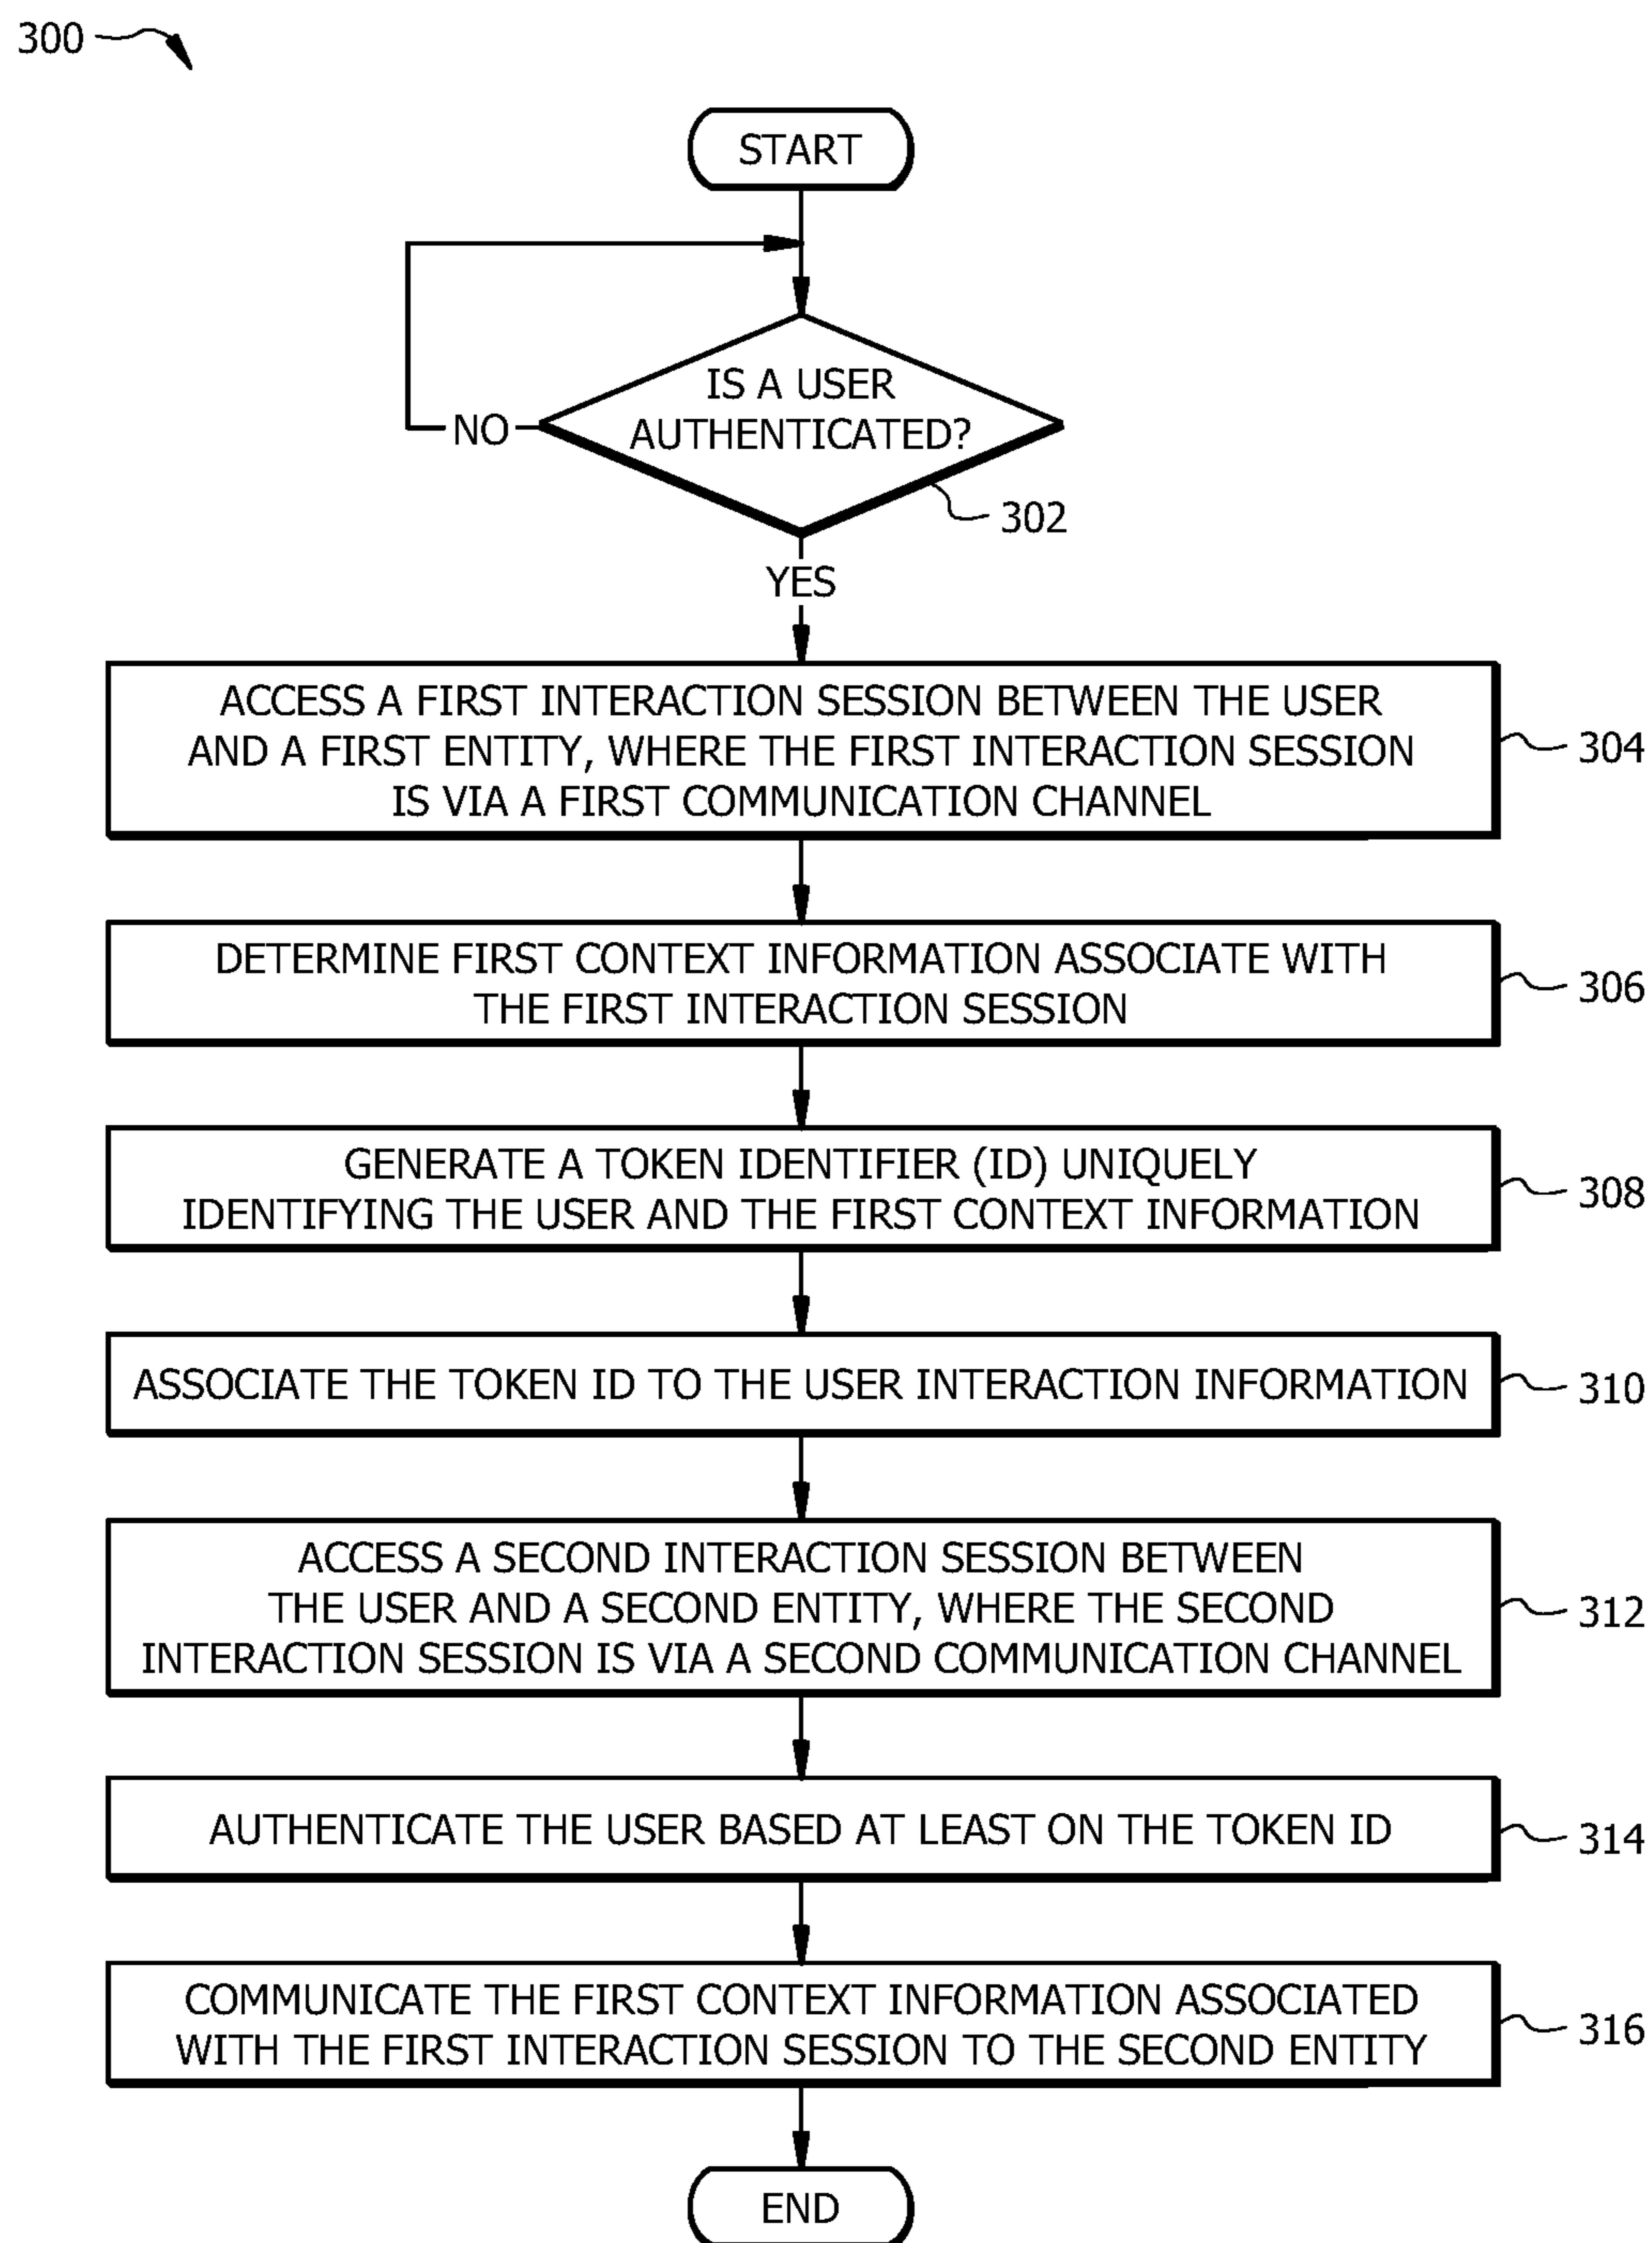 300
START
IS A USER
AUTHENTICATED?
NO
302
YES
ACCESS A FIRST INTERACTION SESSION BETWEEN THE USER
AND A FIRST ENTITY, WHERE THE FIRST INTERACTION SESSION
IS VIA A FIRST COMMUNICATION CHANNEL
304
DETERMINE FIRST CONTEXT INFORMATION ASSOCIATE WITH
THE FIRST INTERACTION SESSION
306
GENERATE A TOKEN IDENTIFIER (ID) UNIQUELY
IDENTIFYING THE USER AND THE FIRST CONTEXT INFORMATION
308
ASSOCIATE THE TOKEN ID TO THE USER INTERACTION INFORMATION
310
ACCESS A SECOND INTERACTION SESSION BETWEEN
THE USER AND A SECOND ENTITY, WHERE THE SECOND
INTERACTION SESSION IS VIA A SECOND COMMUNICATION CHANNEL
312
AUTHENTICATE THE USER BASED AT LEAST ON THE TOKEN ID
314
COMMUNICATE THE FIRST CONTEXT INFORMATION ASSOCIATED
WITH THE FIRST INTERACTION SESSION TO THE SECOND ENTITY
316
END